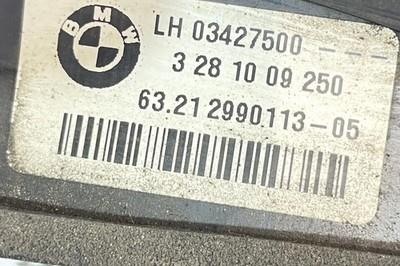 BMW
LH 03427500---
3 28 10 09 250
63.21 2990113-05